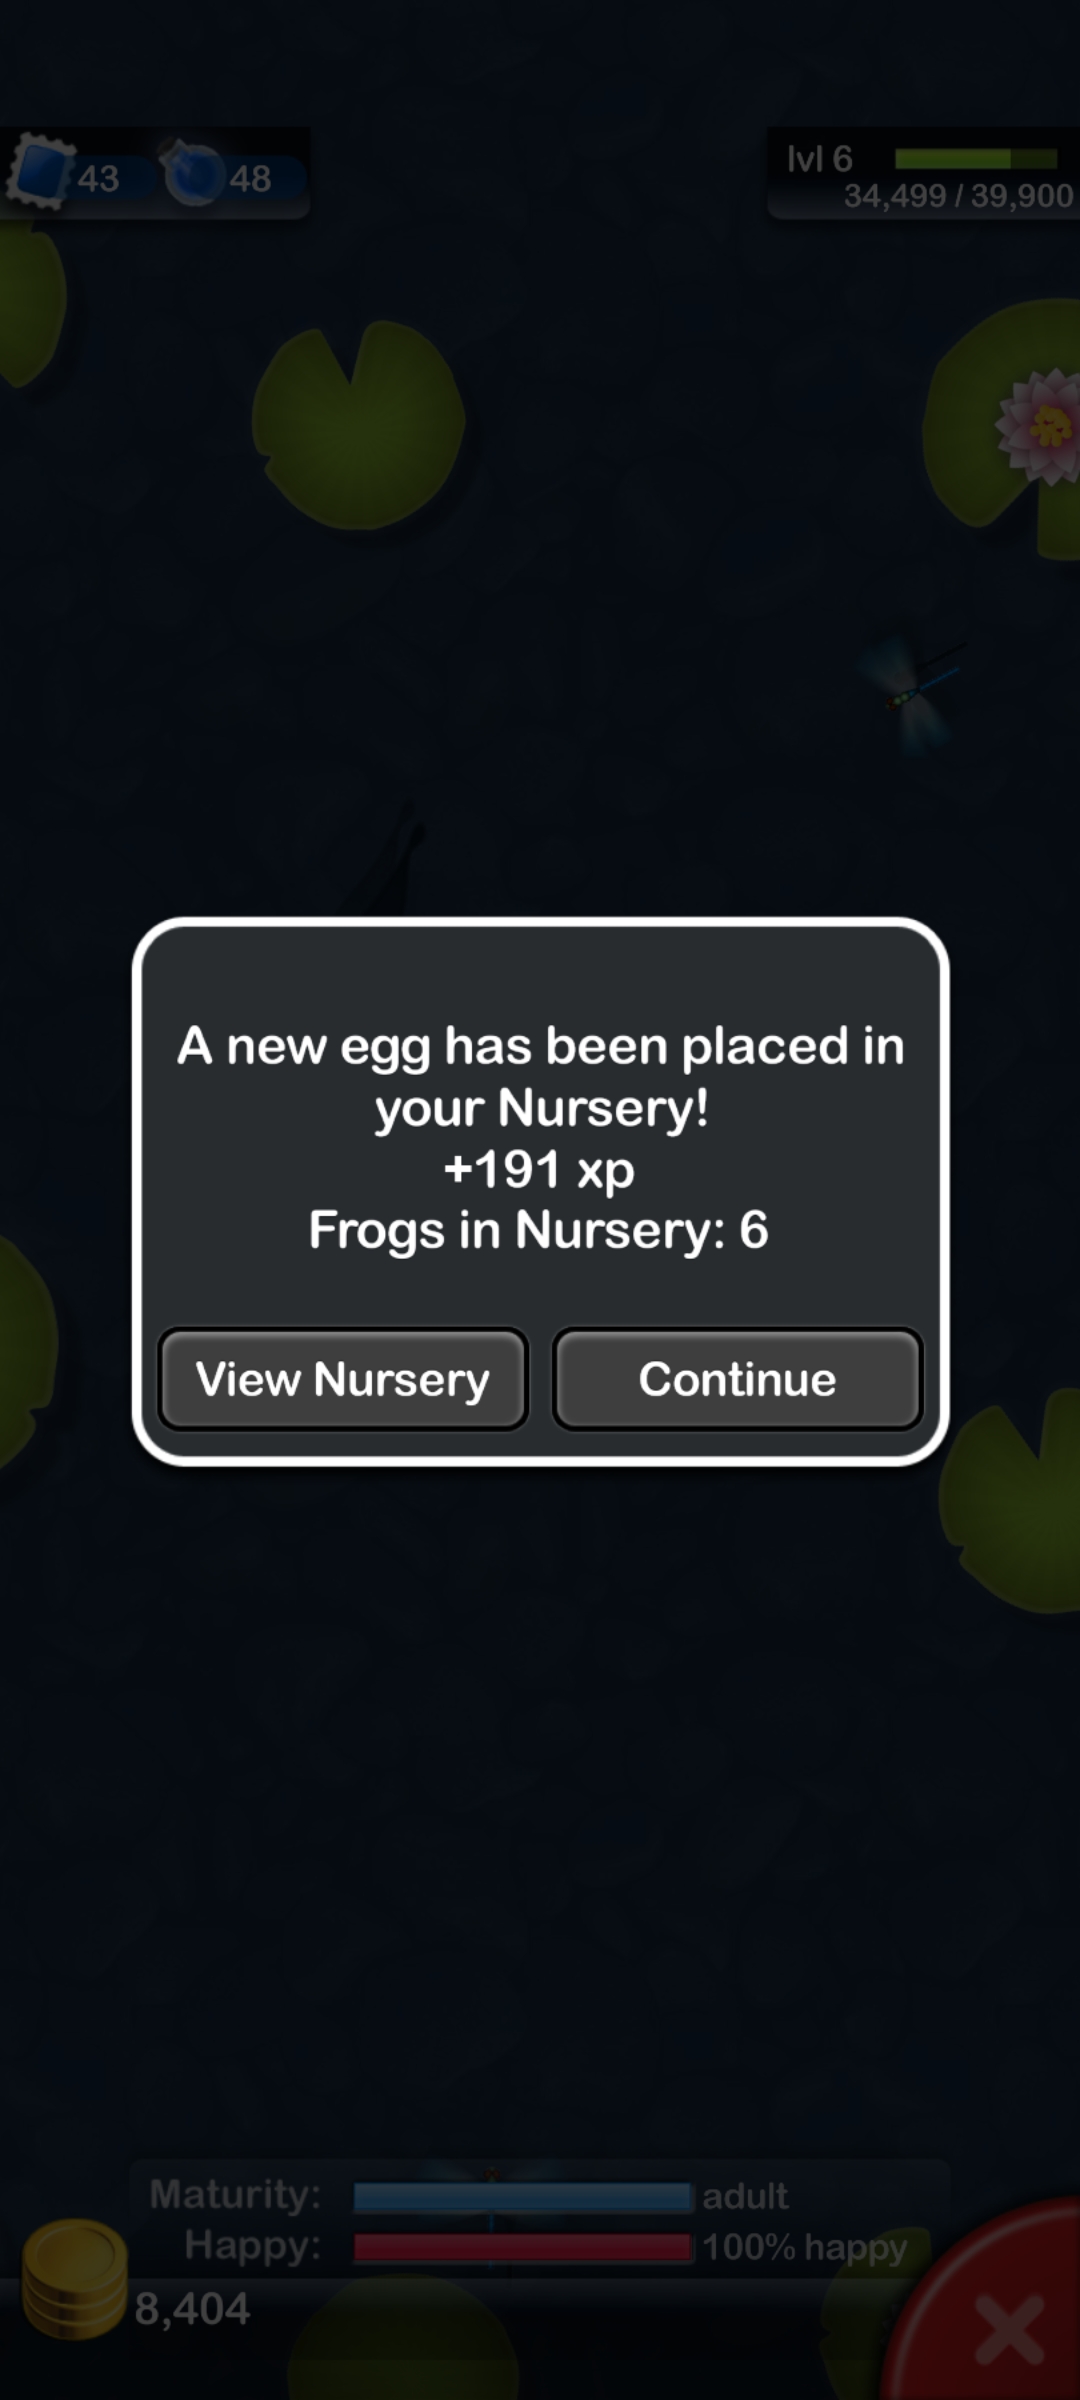 43 48
lvl 6
34,499 / 39,900
A new egg has been placed in
your Nursery!
+191 xp
Frogs in Nursery: 6
View Nursery
Continue
Maturity: adult
Happy: 100% happy
8,404